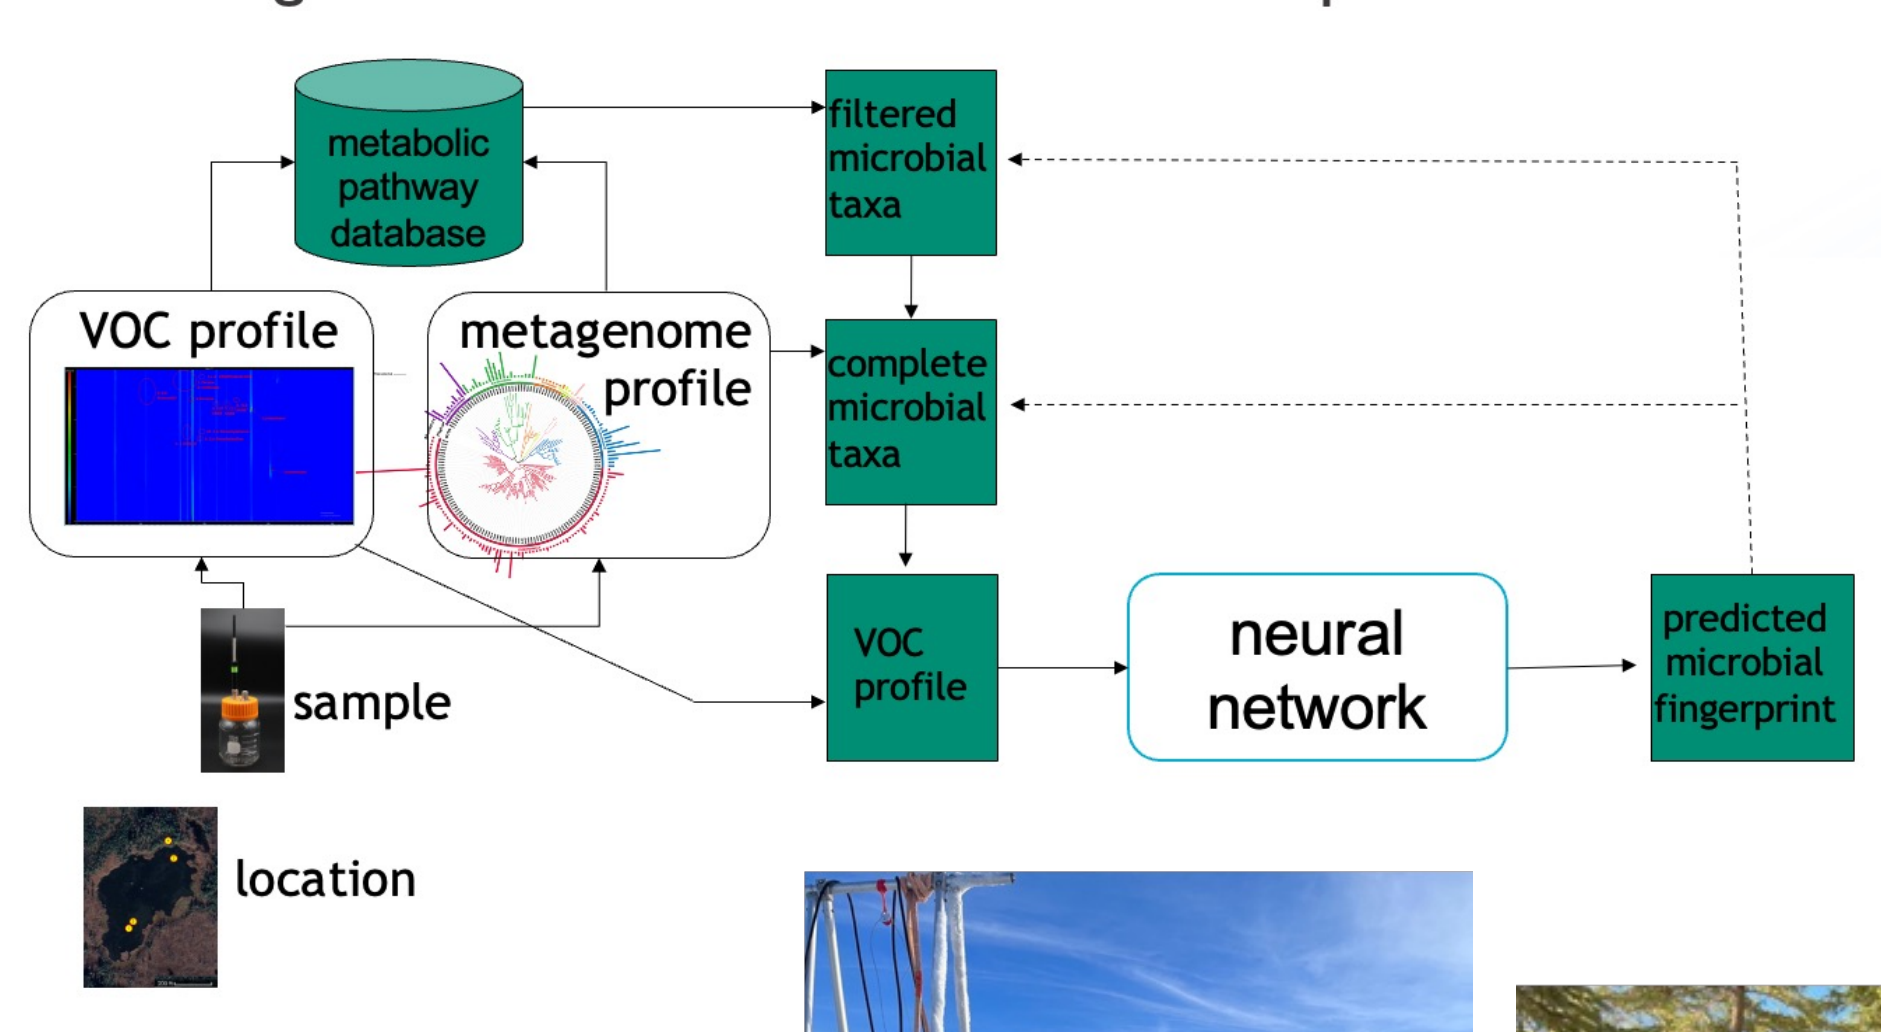 metabolic
pathway
database
filtered
microbial
taxa
VOC profile
metagenome
profile
complete
microbial
taxa
VOC
profile
neural
network
predicted
microbial
fingerprint
sample
location